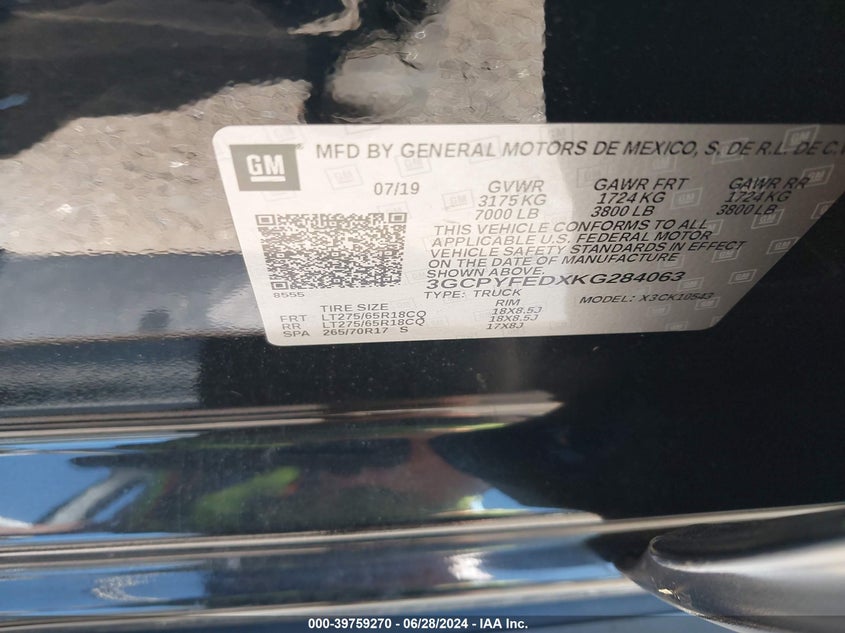 GM
MFD BY GENERAL MOTORS DE MEXICO, S. DE R.L. DE C.V
07/19 GVWR GAWR FRT GAWR RR
3175 KG 1724 KG 1724 KG
7000 LB 3800 LB 3800 LB
THIS VEHICLE CONFORMS TO ALL
APPLICABLE U.S. FEDERAL MOTOR
VEHICLE SAFETY STANDARDS IN EFFECT
ON THE DATE OF MANUFACTURE
SHOWN ABOVE.
3GCPYFEDXKG284063
8555
TYPE: TRUCK MODEL: X3CK10543
TIRE SIZE RIM
FRT LT275/65R18CQ 18X8.5J
RR LT275/65R18CQ 18X8.5J
SPA 265/70R17 S 17X8J
000-39759270 - 06/28/2024 - IAA Inc.